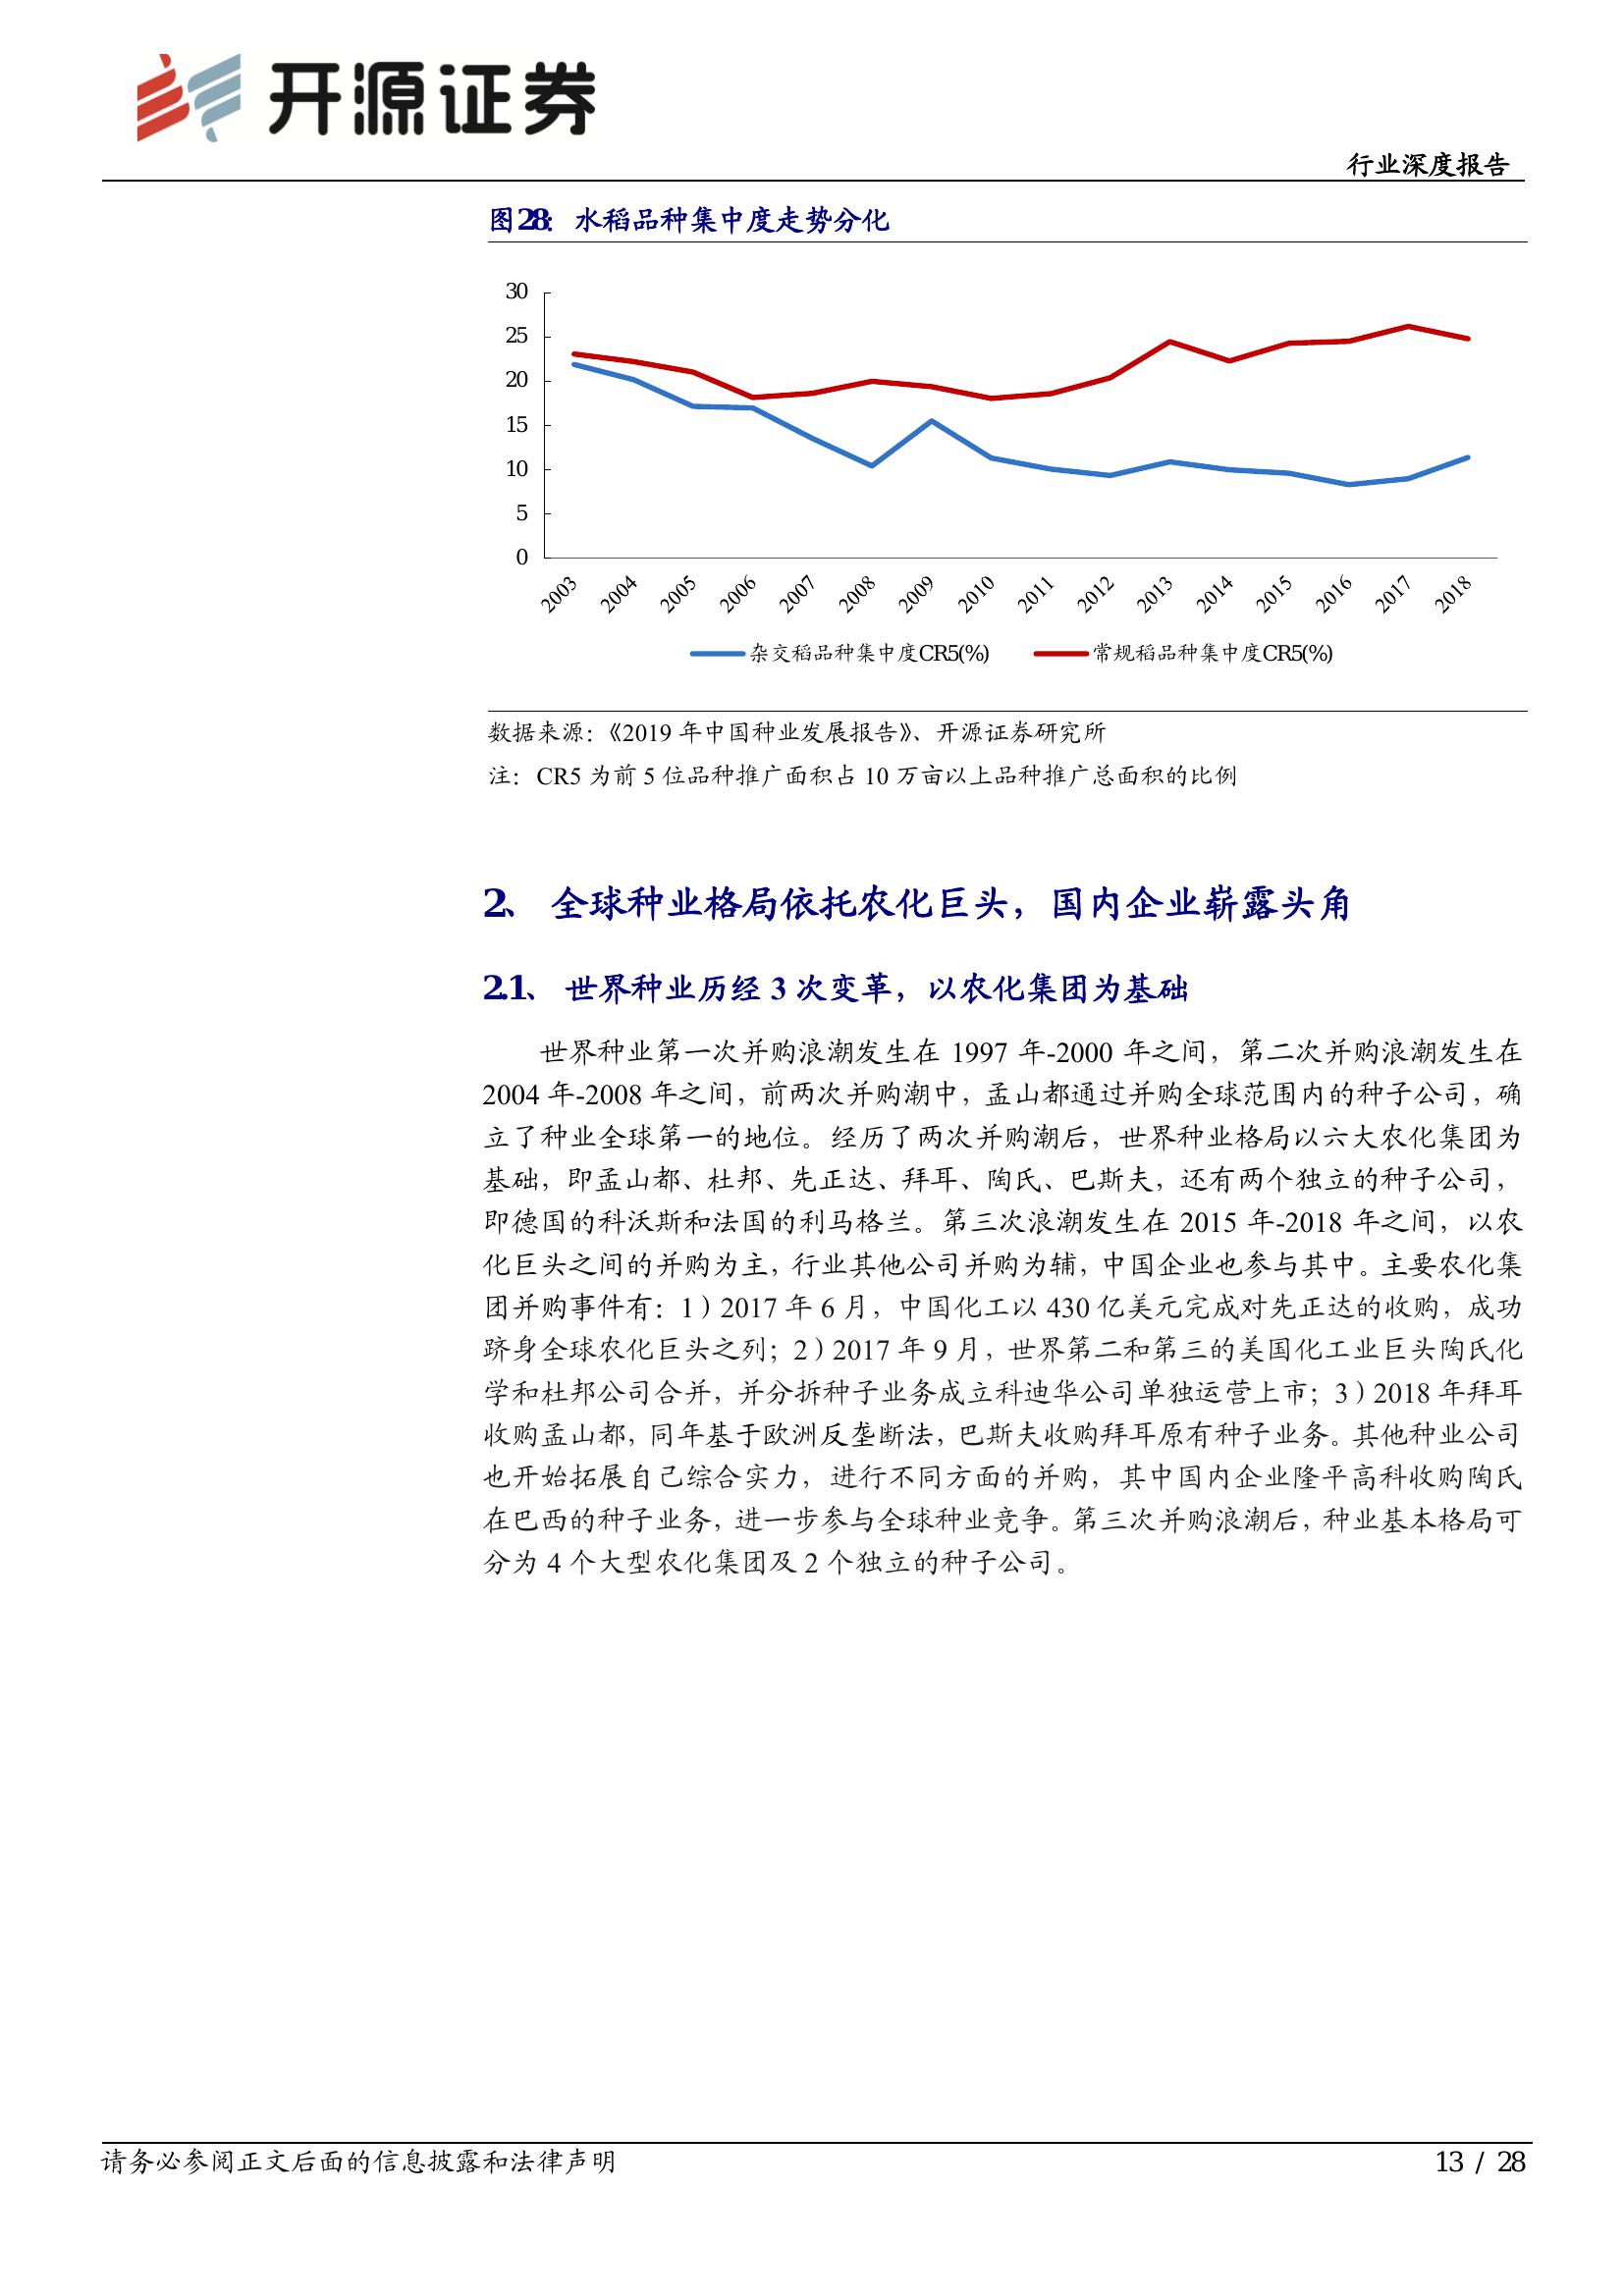 开源证券
行业深度报告
图28： 水稻品种集中度走势分化
30
25
20
15
10
5
0
2003 2004 2005 2006 2007 2008 2009 2010 2011 2012 2013 2014 2015 2016 2017 2018
杂交稻品种集中度CR5(%) 常规稻品种集中度CR5(%)
数据来源：《2019 年中国种业发展报告》、开源证券研究所
注：CR5 为前 5 位品种推广面积占 10 万亩以上品种推广总面积的比例
2、 全球种业格局依托农化巨头，国内企业崭露头角
2.1、 世界种业历经 3 次变革，以农化集团为基础
世界种业第一次并购浪潮发生在 1997 年-2000 年之间，第二次并购浪潮发生在
2004 年-2008 年之间，前两次并购潮中，孟山都通过并购全球范围内的种子公司，确
立了种业全球第一的地位。经历了两次并购潮后，世界种业格局以六大农化集团为
基础，即孟山都、杜邦、先正达、拜耳、陶氏、巴斯夫，还有两个独立的种子公司，
即德国的科沃斯和法国的利马格兰。第三次浪潮发生在 2015 年-2018 年之间，以农
化巨头之间的并购为主，行业其他公司并购为辅，中国企业也参与其中。主要农化集
团并购事件有：1）2017 年 6 月，中国化工以 430 亿美元完成对先正达的收购，成功
跻身全球农化巨头之列；2）2017 年 9 月，世界第二和第三的美国化工业巨头陶氏化
学和杜邦公司合并，并分拆种子业务成立科迪华公司单独运营上市；3）2018 年拜耳
收购孟山都，同年基于欧洲反垄断法，巴斯夫收购拜耳原有种子业务。其他种业公司
也开始拓展自己综合实力，进行不同方面的并购，其中国内企业隆平高科收购陶氏
在巴西的种子业务，进一步参与全球种业竞争。第三次并购浪潮后，种业基本格局可
分为 4 个大型农化集团及 2 个独立的种子公司。
请务必参阅正文后面的信息披露和法律声明
13 / 28